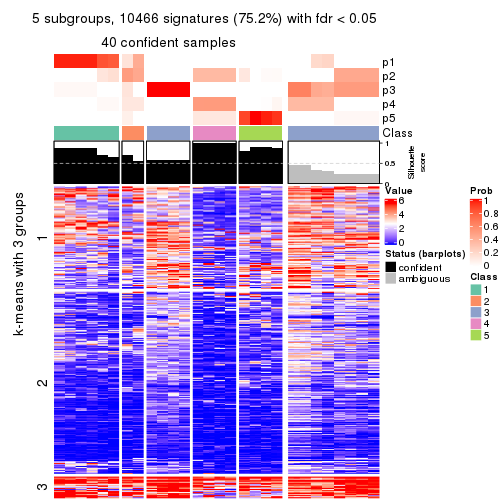 5 subgroups, 10466 signatures (75.2%) with fdr < 0.05
40 confident samples
p1
p2
p3
p4
p5
Class
1
0.5
0
Silhouette
score
k-means with 3 groups
1
2
3
Value
6
4
2
0
Status (barplots)
confident
ambiguous
Prob
1
0.8
0.6
0.4
0.2
0
Class
1
2
3
4
5